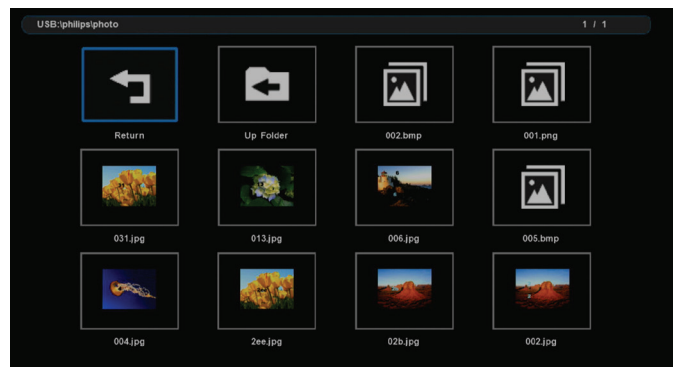 USB:\philips\photo 1 / 1
Return Up Folder 002.bmp 001.png
031.jpg 013.jpg 006.jpg 005.bmp
004.jpg 2ee.jpg 02b.jpg 002.jpg